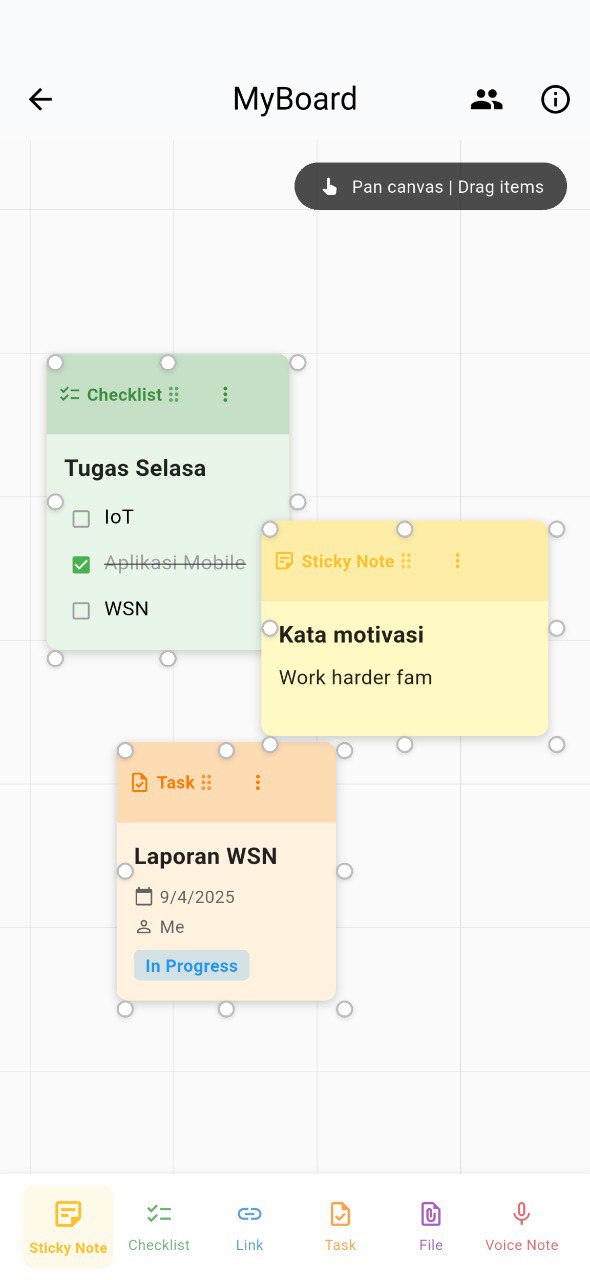 MyBoard
Pan canvas | Drag items
Checklist
Tugas Selasa
IoT
Aplikasi Mobile
WSN
Sticky Note
Kata motivasi
Work harder fam
Task
Laporan WSN
9/4/2025
Me
In Progress
Sticky Note
Checklist
Link
Task
File
Voice Note